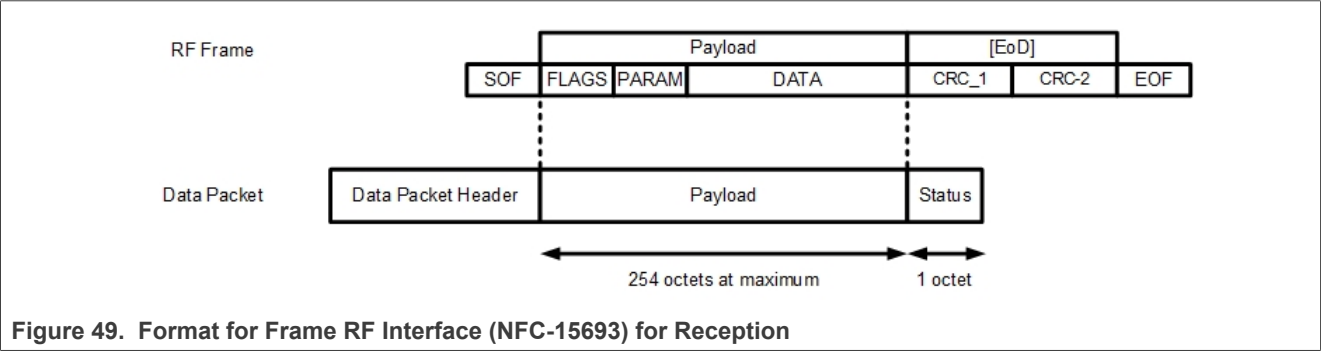 RF Frame
Payload [EoD]
SOF FLAGS PARAM DATA CRC_1 CRC-2 EOF
Data Packet Data Packet Header Payload Status
254 octets at maximum 1 octet
Figure 49. Format for Frame RF Interface (NFC-15693) for Reception